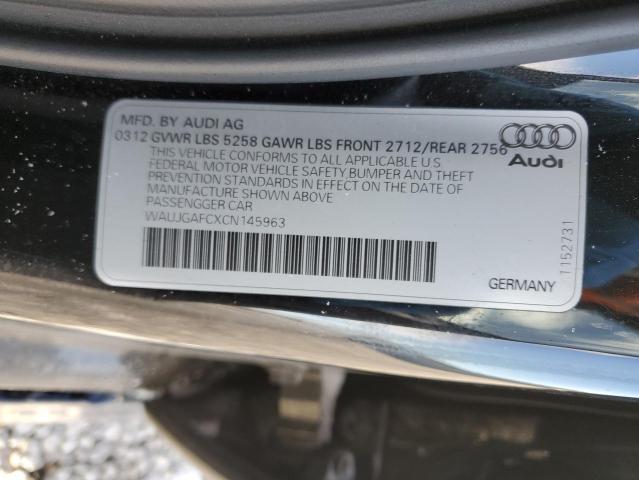 MFD. BY AUDI AG
0312 GVWR LBS 5258 GAWR LBS FRONT 2712/REAR 2756
THIS VEHICLE CONFORMS TO ALL APPLICABLE U.S.
FEDERAL MOTOR VEHICLE SAFETY,BUMPER AND THEFT
PREVENTION STANDARDS IN EFFECT ON THE DATE OF
MANUFACTURE SHOWN ABOVE
PASSENGGER CAR
WAUJGAFCXCN145963
Audi
1152731
GERMANY